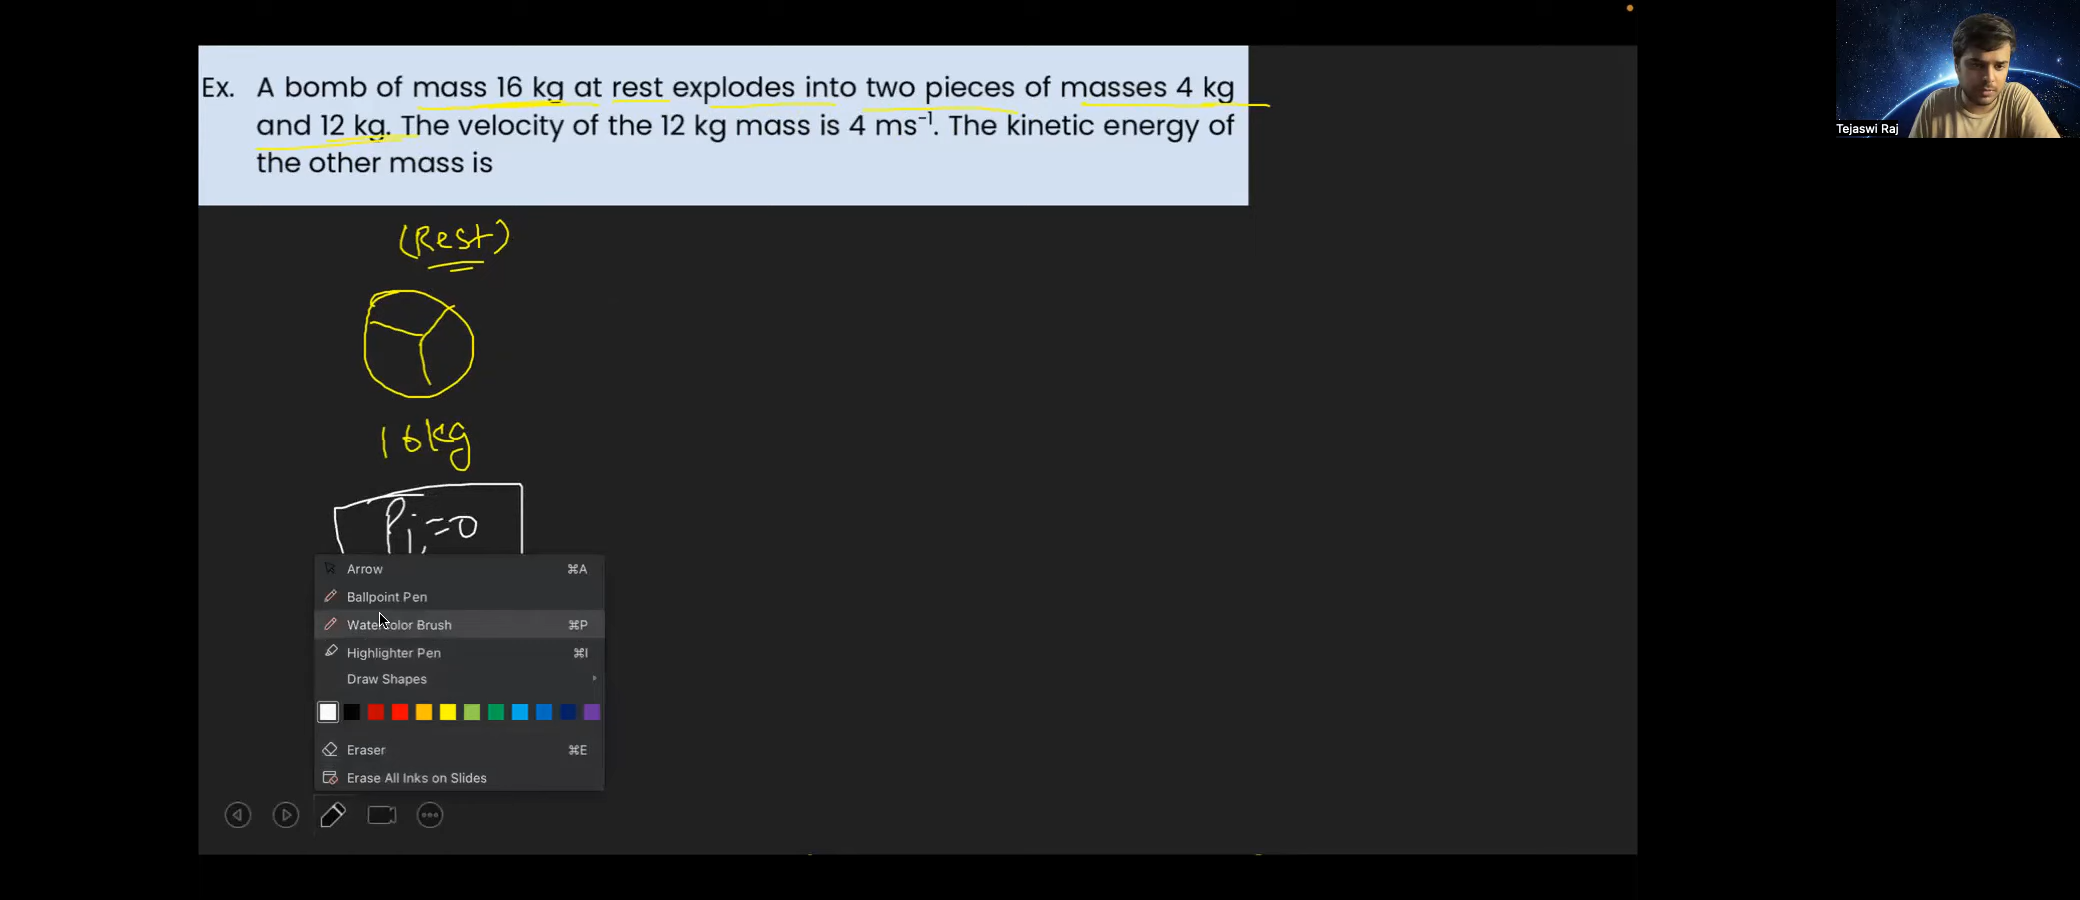 Ex. A bomb of mass 16 kg at rest explodes into two pieces of masses 4 kg
and 12 kg. The velocity of the 12 kg mass is 4 ms⁻¹. The kinetic energy of
the other mass is
Tejaswi Raj
(Rest)
16kg
Pi=0
Arrow ⌘A
Ballpoint Pen
Watercolor Brush ⌘P
Highlighter Pen ⌘I
Draw Shapes
Eraser ⌘E
Erase All Inks on Slides